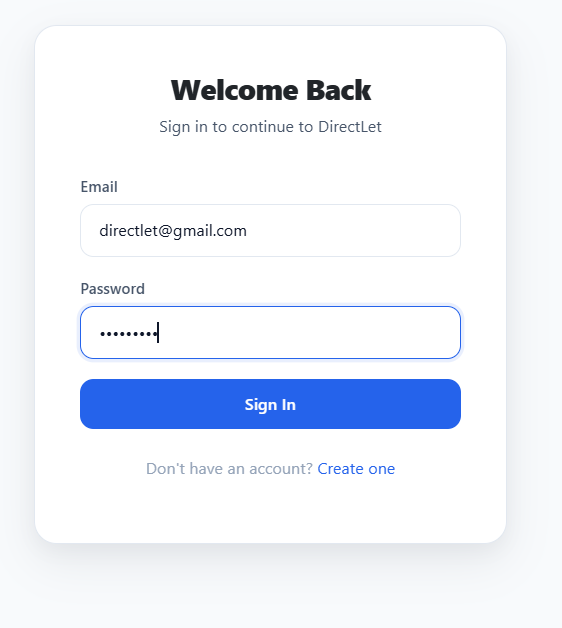 Welcome Back
Sign in to continue to DirectLet
Email
directlet@gmail.com
Password
•••••••••
Sign In
Don't have an account? Create one